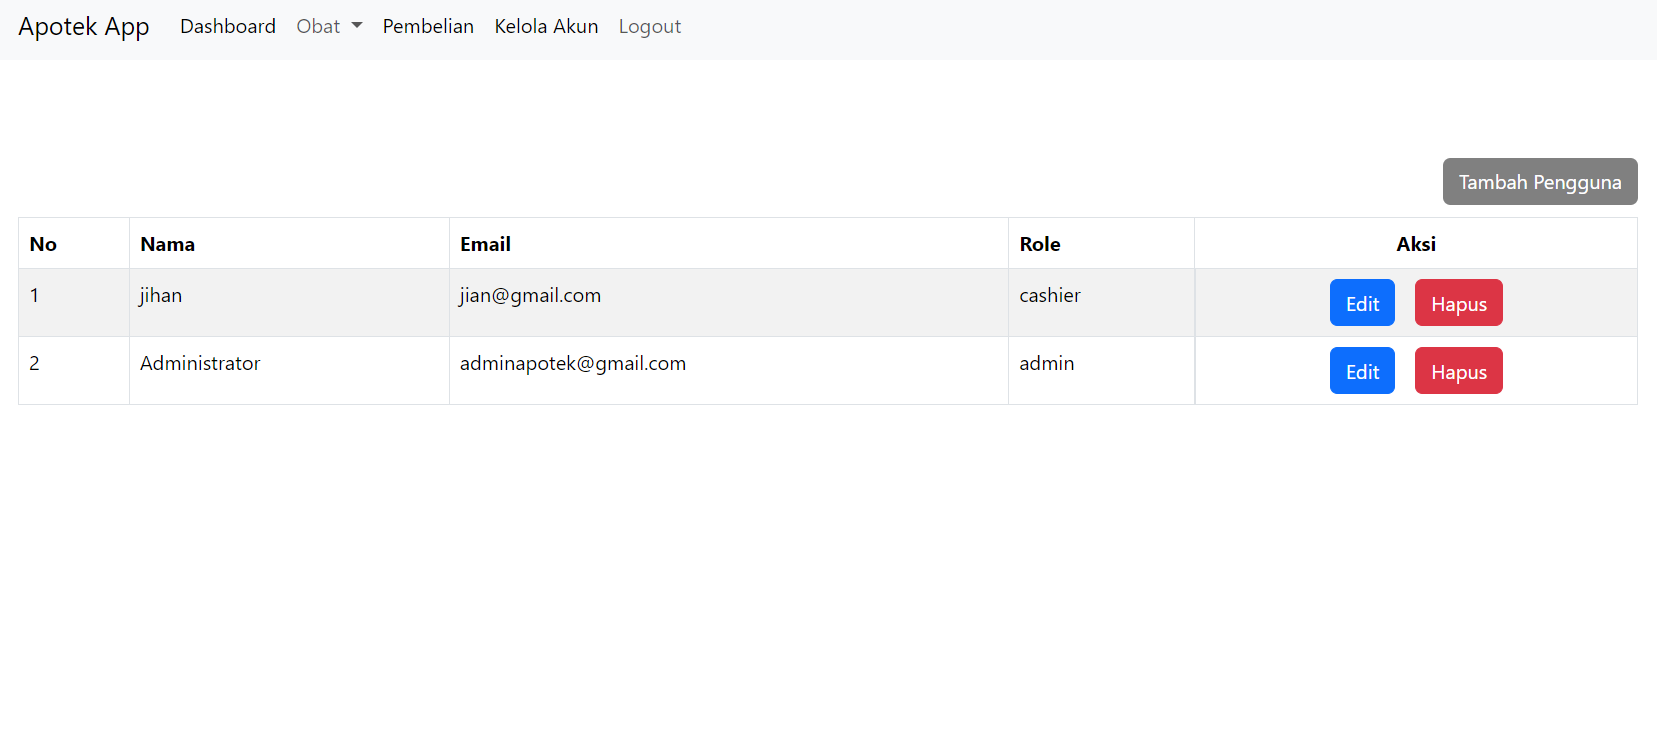 Apotek App Dashboard Obat Pembelian Kelola Akun Logout
Tambah Pengguna
No Nama Email Role Aksi
1 jihan jian@gmail.com cashier Edit Hapus
2 Administrator adminapotek@gmail.com admin Edit Hapus